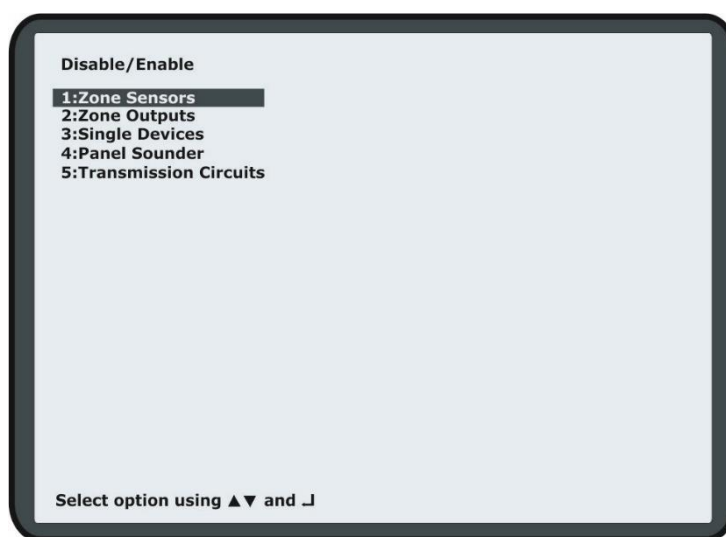 Disable/Enable
1:Zone Sensors
2:Zone Outputs
3:Single Devices
4:Panel Sounder
5:Transmission Circuits
Select option using ▲▼ and ↵